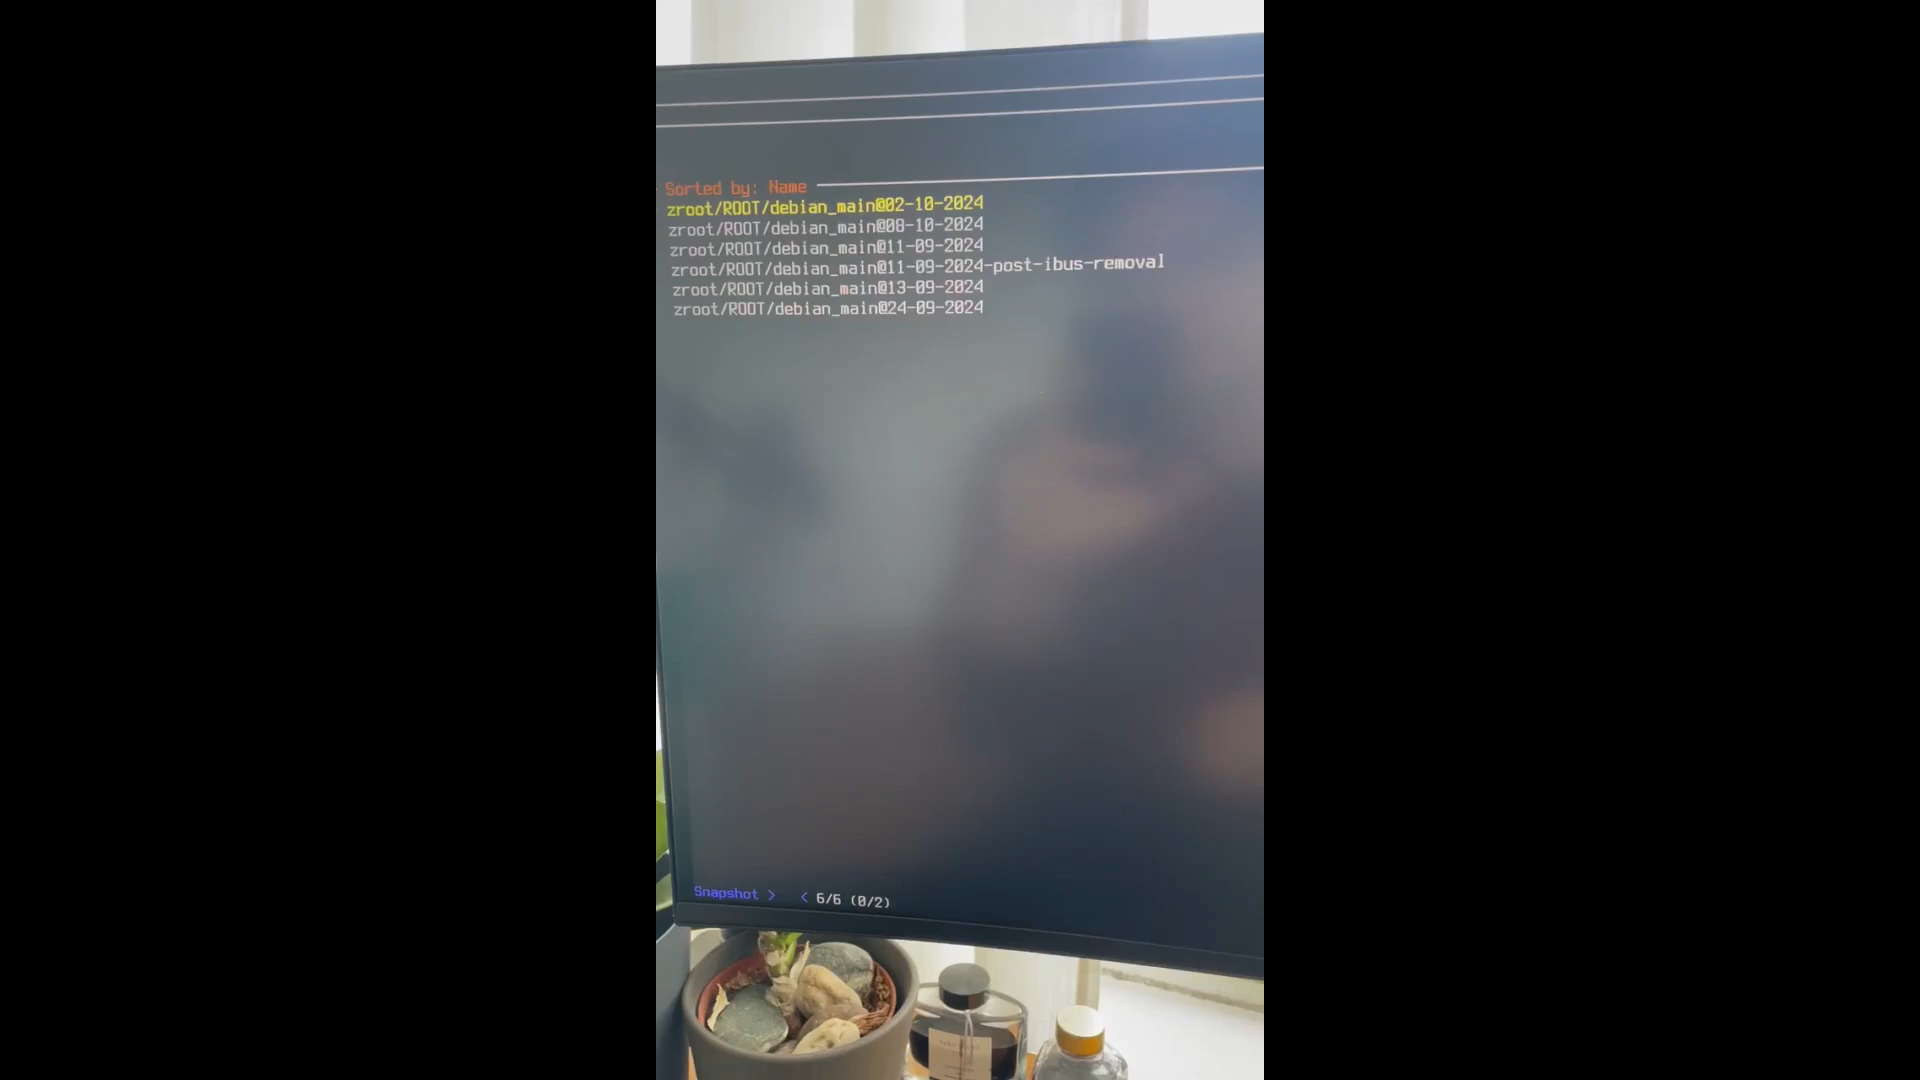 Sorted by: Name
zroot/ROOT/debian_main@02-10-2024
zroot/ROOT/debian_main@08-10-2024
zroot/ROOT/debian_main@11-09-2024
zroot/ROOT/debian_main@11-09-2024-post-ibus-removal
zroot/ROOT/debian_main@13-09-2024
zroot/ROOT/debian_main@24-09-2024
Snapshot > < 6/6 (0/2)